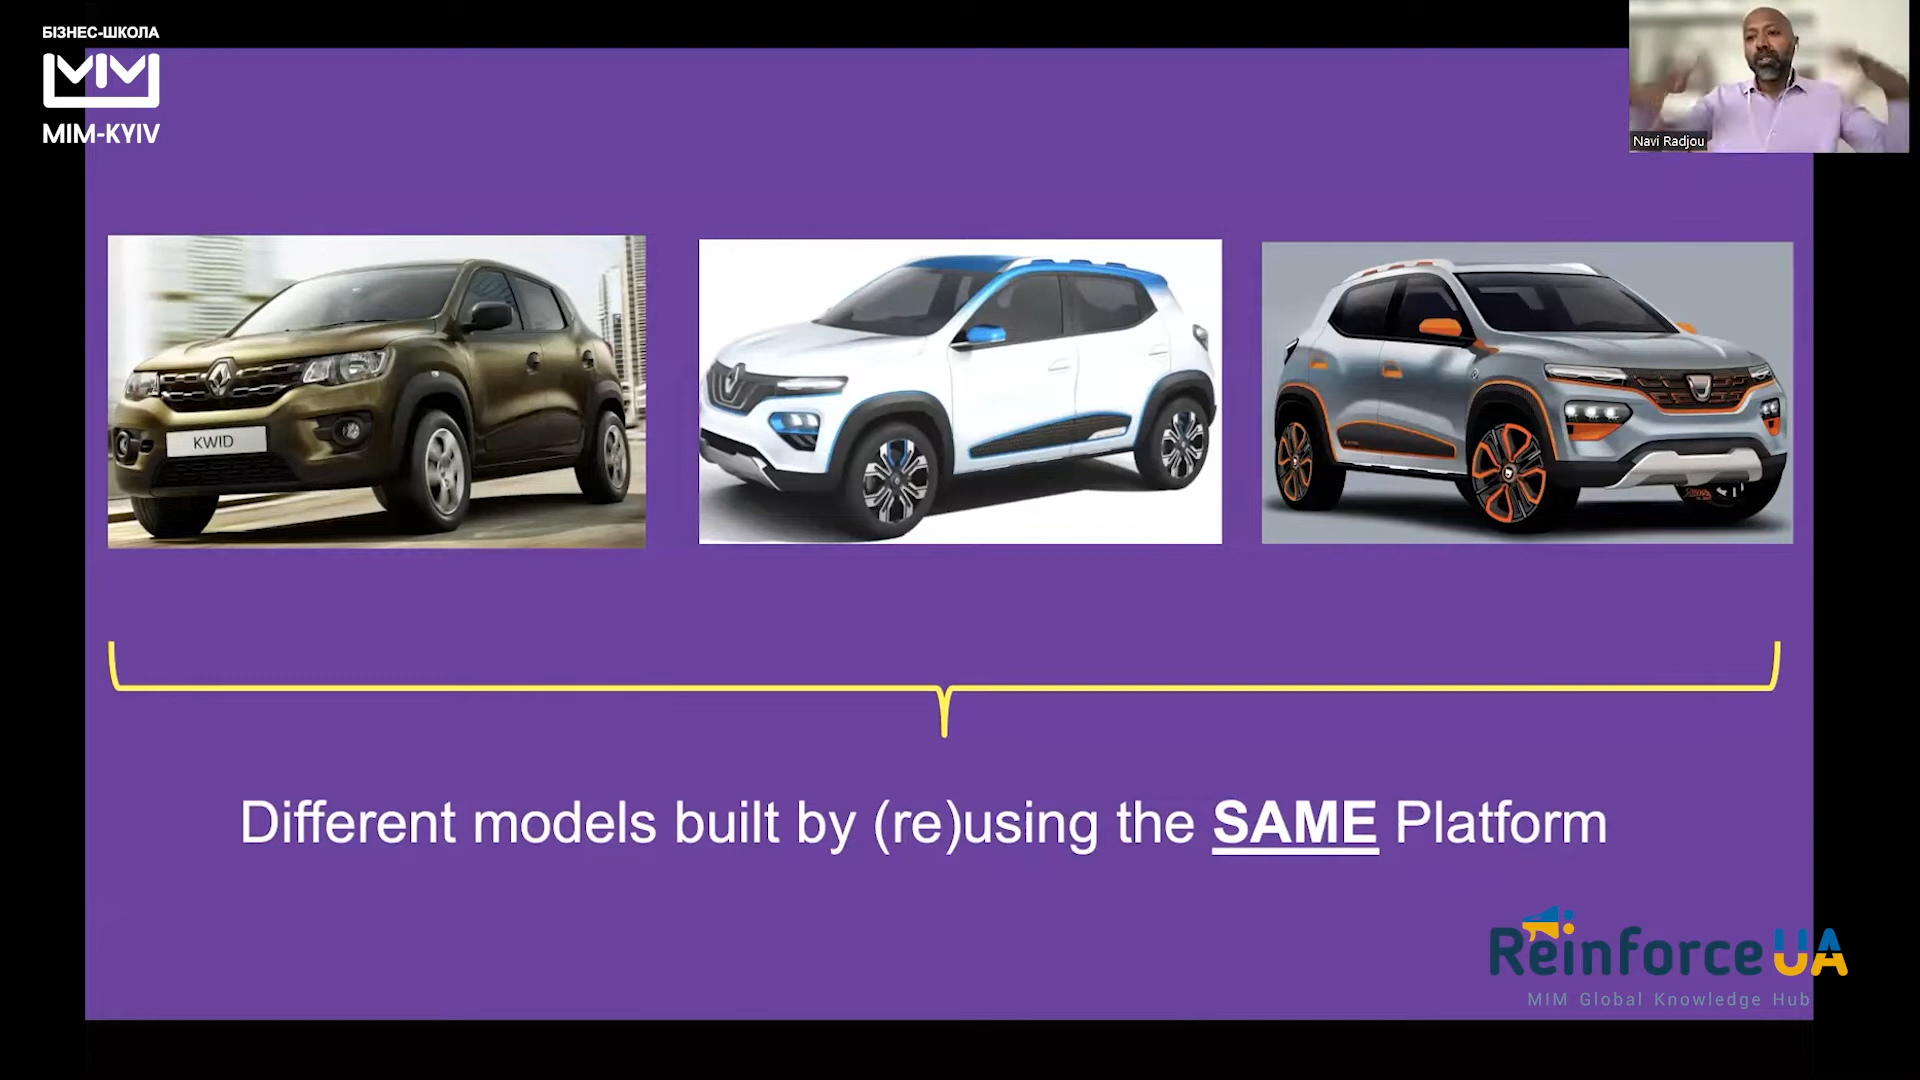 БІЗНЕС-ШКОЛА
MIM
MIM-KYIV
Navi Radjou
KWID
Different models built by (re)using the SAME Platform
ReinforceUA
MIM Global Knowledge Hub